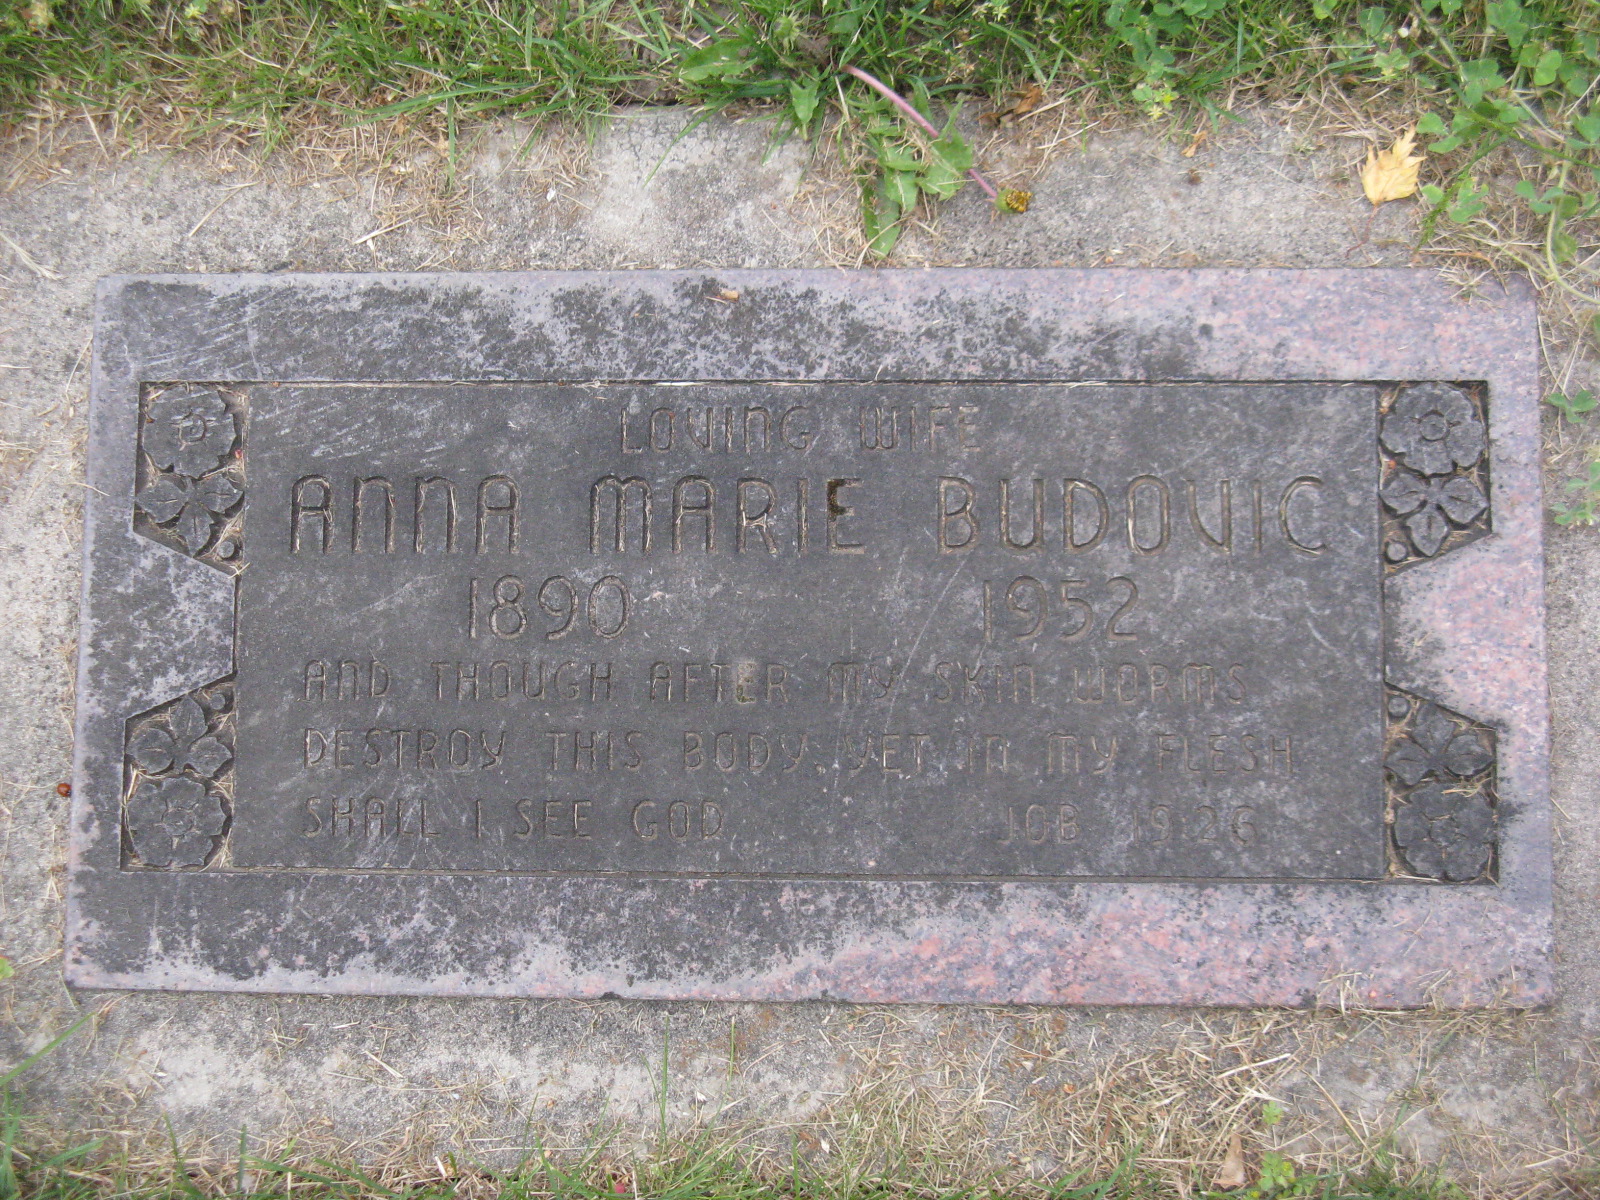 LOVING WIFE
ANNA MARIE BUDOVIC
1890 1952
AND THOUGH AFTER MY SKIN WORMS
DESTROY THIS BODY, YET IN MY FLESH
SHALL I SEE GOD JOB 19:26